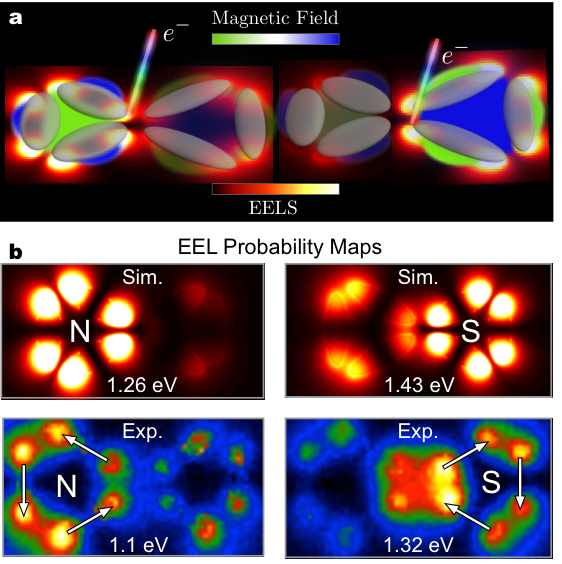 a
Magnetic Field
e⁻
e⁻
EELS
b
EEL Probability Maps
Sim.
N
1.26 eV
Sim.
S
1.43 eV
Exp.
N
1.1 eV
Exp.
S
1.32 eV